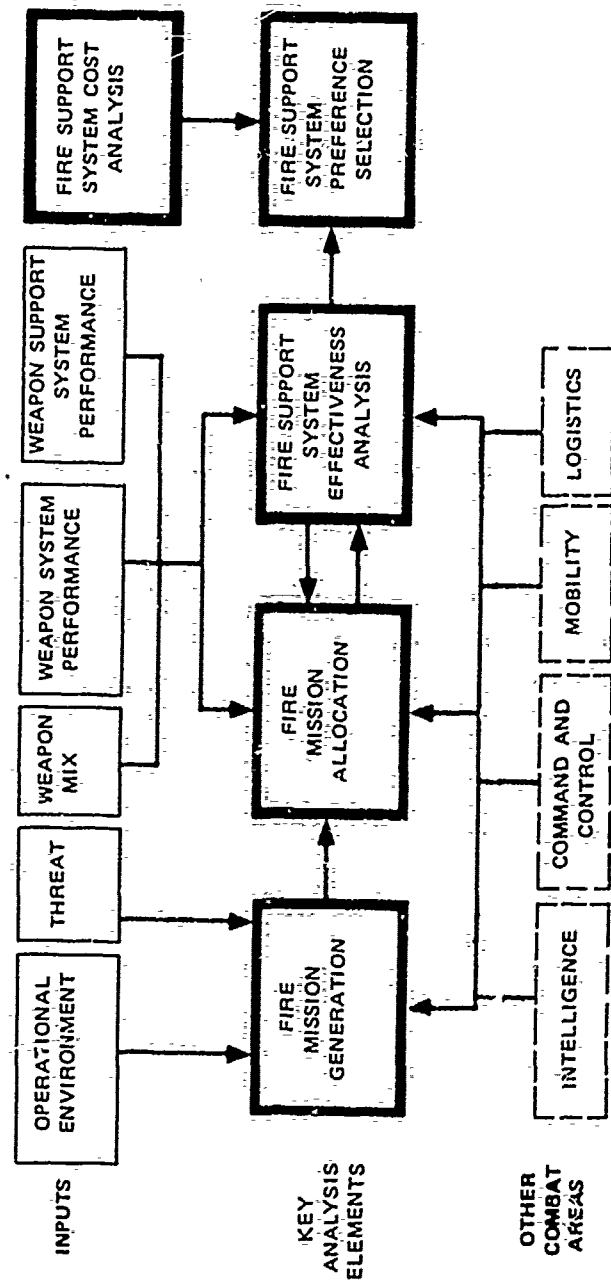 INPUTS
OPERATIONAL
ENVIRONMENT
THREAT
WEAPON
MIX
WEAPON SYSTEM
PERFORMANCE
WEAPON SUPPORT
SYSTEM
PERFORMANCE
FIRE SUPPORT
SYSTEM COST
ANALYSIS
KEY
ANALYSIS
ELEMENTS
FIRE
MISSION
GENERATION
FIRE
MISSION
ALLOCATION
FIRE SUPPORT
SYSTEM
EFFECTIVENESS
ANALYSIS
FIRE SUPPORT
SYSTEM
PREFERENCE
SELECTION
OTHER
COMBAT
AREAS
INTELLIGENCE
COMMAND AND
CONTROL
MOBILITY
LOGISTICS